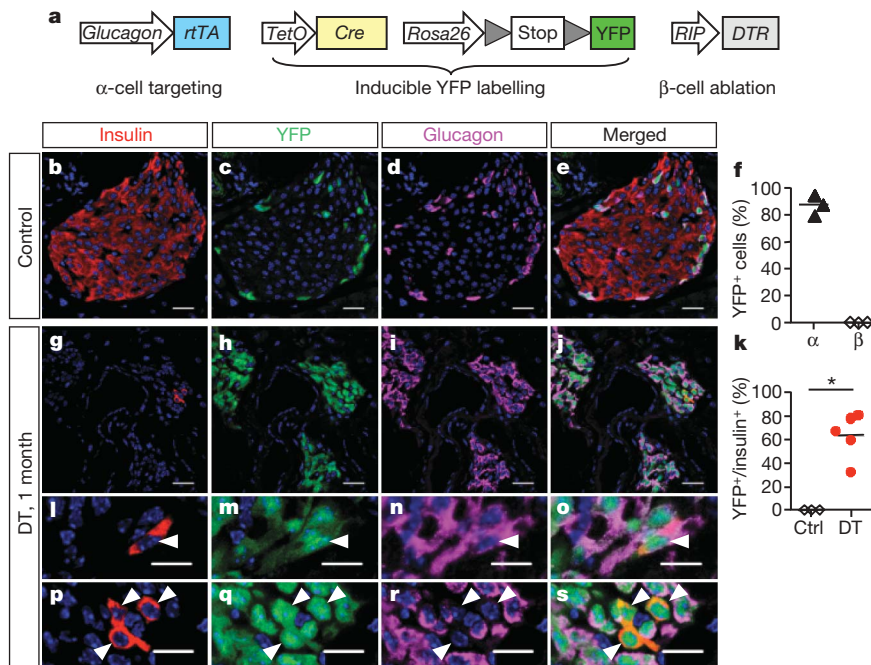 a
Glucagon rtTA TetO Cre Rosa26 Stop YFP RIP DTR
α-cell targeting Inducible YFP labelling β-cell ablation
Insulin YFP Glucagon Merged
Control
b c d e
f
YFP⁺ cells (%)
100
80
60
40
20
0
α β
DT, 1 month
g h i j
k
YFP⁺/insulin⁺ (%)
*
100
80
60
40
20
0
Ctrl DT
l m n o
p q r s